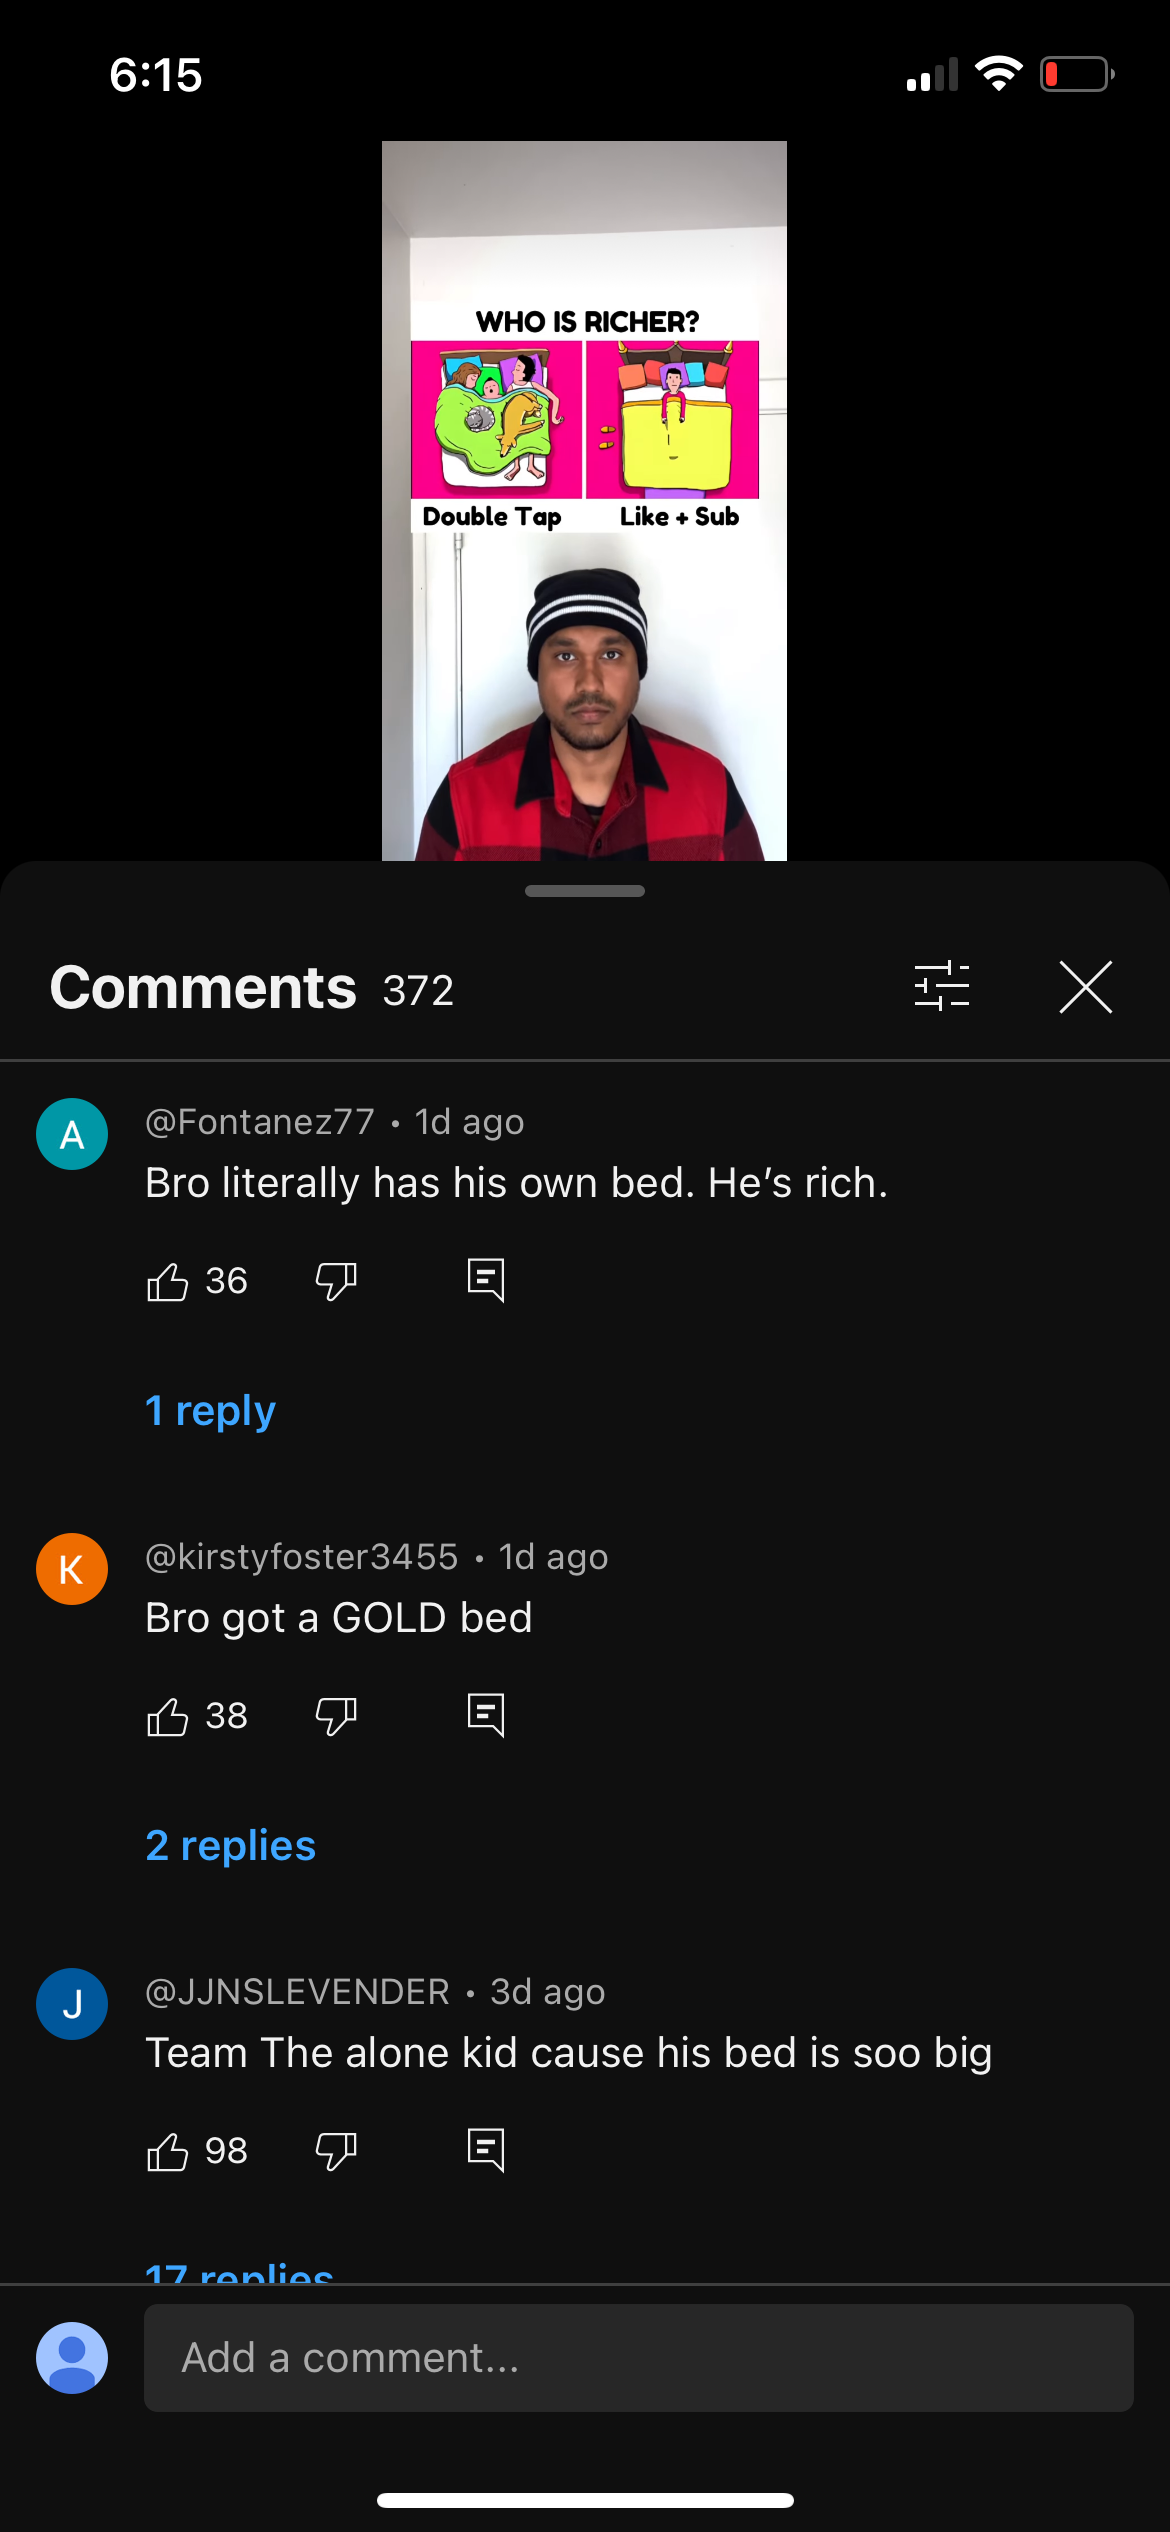 6:15
WHO IS RICHER?
Double Tap
Like + Sub
Comments 372
A
@Fontanez77 • 1d ago
Bro literally has his own bed. He’s rich.
36
1 reply
K
@kirstyfoster3455 • 1d ago
Bro got a GOLD bed
38
2 replies
J
@JJNSLEVENDER • 3d ago
Team The alone kid cause his bed is soo big
98
17 replies
Add a comment...